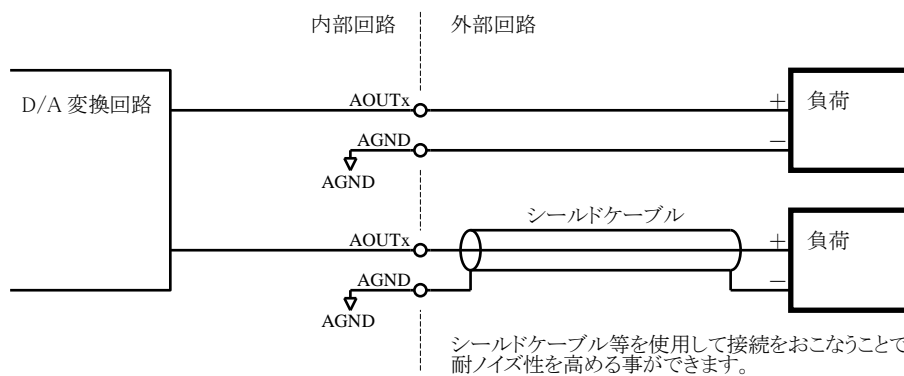 内部回路
外部回路
D/A 変換回路
AOUTx
+
負荷
AGND
−
AGND
シールドケーブル
AOUTx
+
負荷
AGND
−
AGND
シールドケーブル等を使用して接続をおこなうことで
耐ノイズ性を高める事ができます。